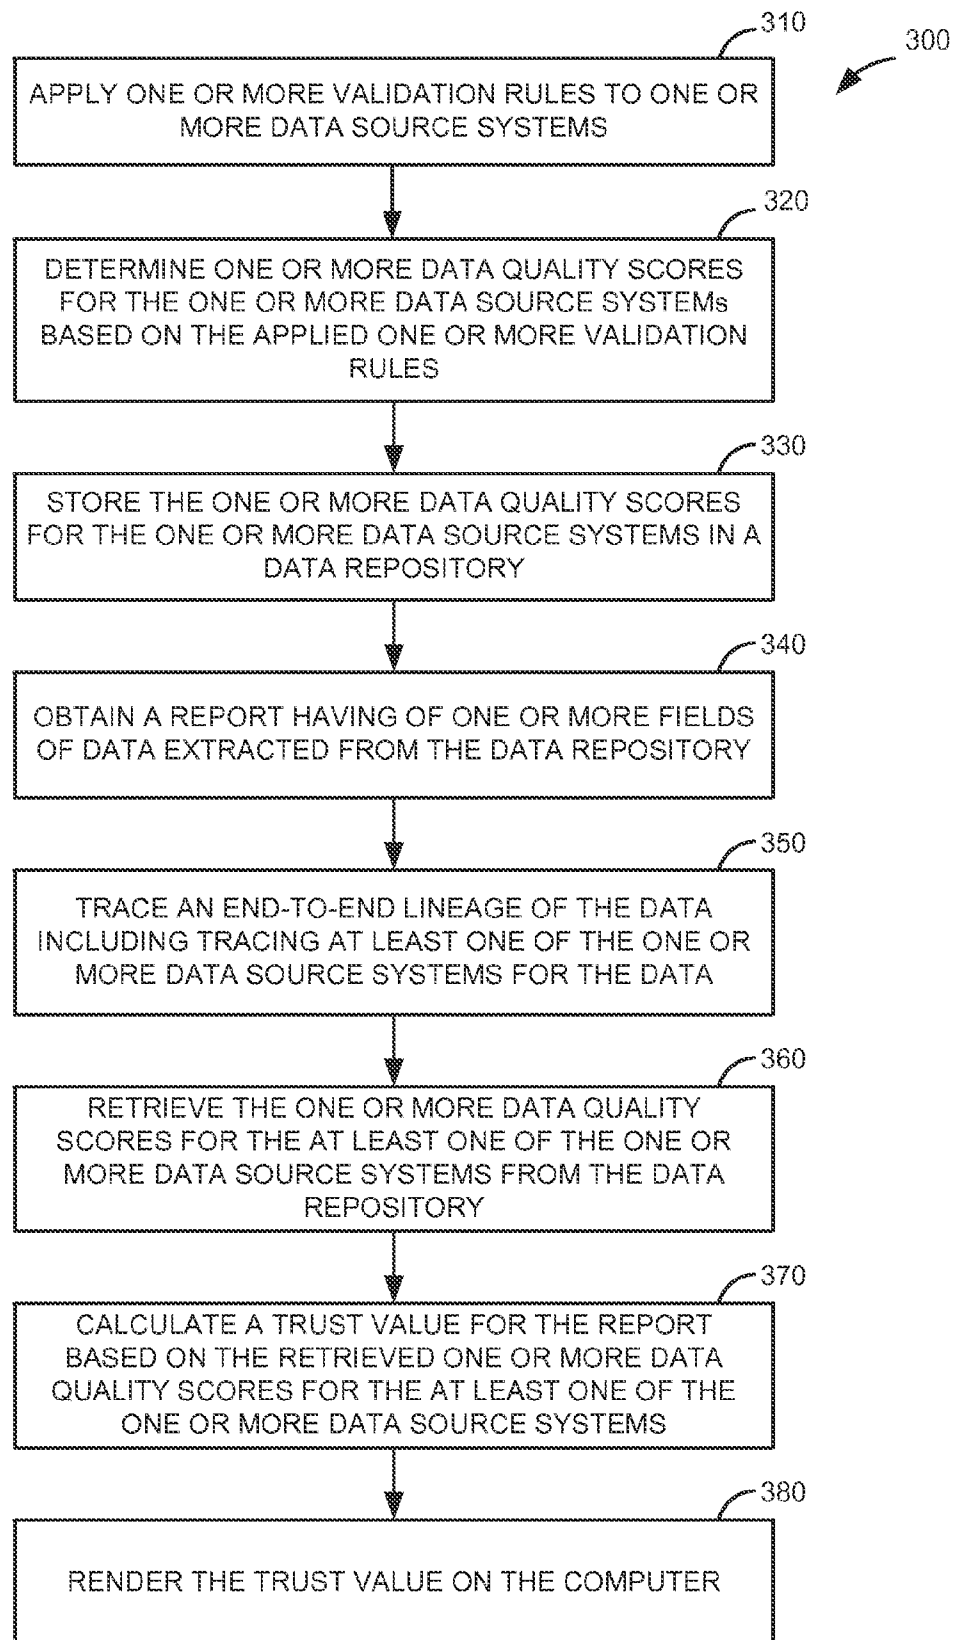 310
300
APPLY ONE OR MORE VALIDATION RULES TO ONE OR
MORE DATA SOURCE SYSTEMS
320
DETERMINE ONE OR MORE DATA QUALITY SCORES
FOR THE ONE OR MORE DATA SOURCE SYSTEMs
BASED ON THE APPLIED ONE OR MORE VALIDATION
RULES
330
STORE THE ONE OR MORE DATA QUALITY SCORES
FOR THE ONE OR MORE DATA SOURCE SYSTEMS IN A
DATA REPOSITORY
340
OBTAIN A REPORT HAVING OF ONE OR MORE FIELDS
OF DATA EXTRACTED FROM THE DATA REPOSITORY
350
TRACE AN END-TO-END LINEAGE OF THE DATA
INCLUDING TRACING AT LEAST ONE OF THE ONE OR
MORE DATA SOURCE SYSTEMS FOR THE DATA
360
RETRIEVE THE ONE OR MORE DATA QUALITY
SCORES FOR THE AT LEAST ONE OF THE ONE OR
MORE DATA SOURCE SYSTEMS FROM THE DATA
REPOSITORY
370
CALCULATE A TRUST VALUE FOR THE REPORT
BASED ON THE RETRIEVED ONE OR MORE DATA
QUALITY SCORES FOR THE AT LEAST ONE OF THE
ONE OR MORE DATA SOURCE SYSTEMS
380
RENDER THE TRUST VALUE ON THE COMPUTER